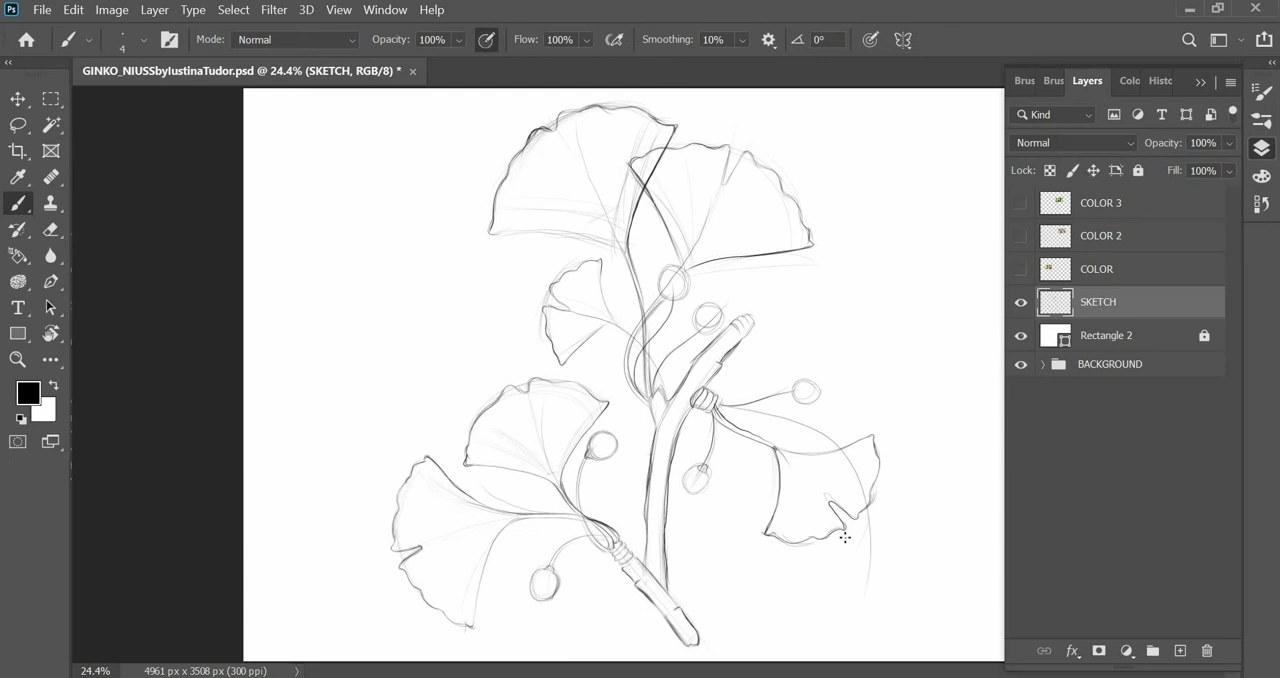 Ps File Edit Image Layer Type Select Filter 3D View Window Help
4 Mode: Normal Opacity: 100% Flow: 100% Smoothing: 10% 0°
GINKO_NIUSSbyIustinaTudor.psd @ 24.4% (SKETCH, RGB/8) * ×
Brus Brus Layers Colo Histo
Kind
Normal Opacity: 100%
Lock: Fill: 100%
COLOR 3
COLOR 2
COLOR
SKETCH
Rectangle 2
BACKGROUND
24.4% 4961 px x 3508 px (300 ppi)